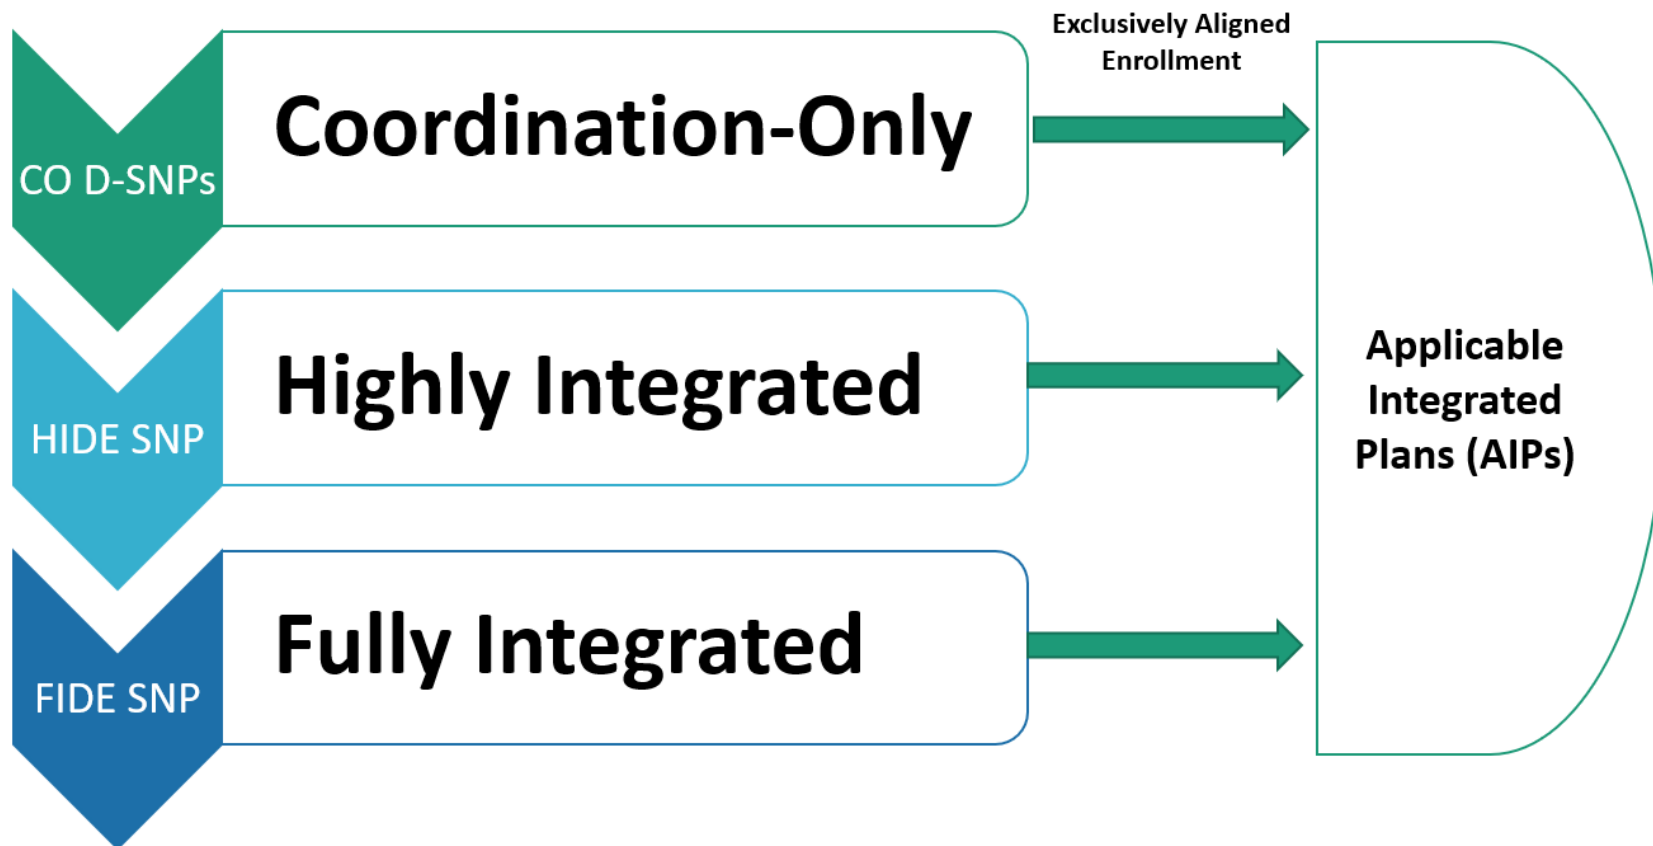 Exclusively Aligned
Enrollment
CO D-SNPs
Coordination-Only
HIDE SNP
Highly Integrated
FIDE SNP
Fully Integrated
Applicable
Integrated
Plans (AIPs)